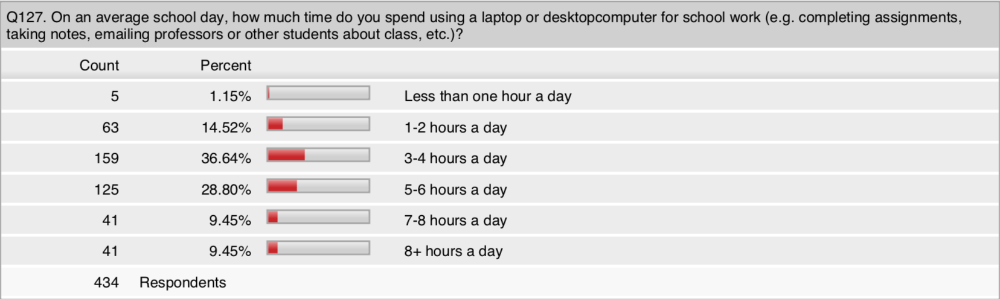 Q127. On an average school day, how much time do you spend using a laptop or desktopcomputer for school work (e.g. completing assignments,
taking notes, emailing professors or other students about class, etc.)?
Count Percent
5 1.15% Less than one hour a day
63 14.52% 1-2 hours a day
159 36.64% 3-4 hours a day
125 28.80% 5-6 hours a day
41 9.45% 7-8 hours a day
41 9.45% 8+ hours a day
434 Respondents